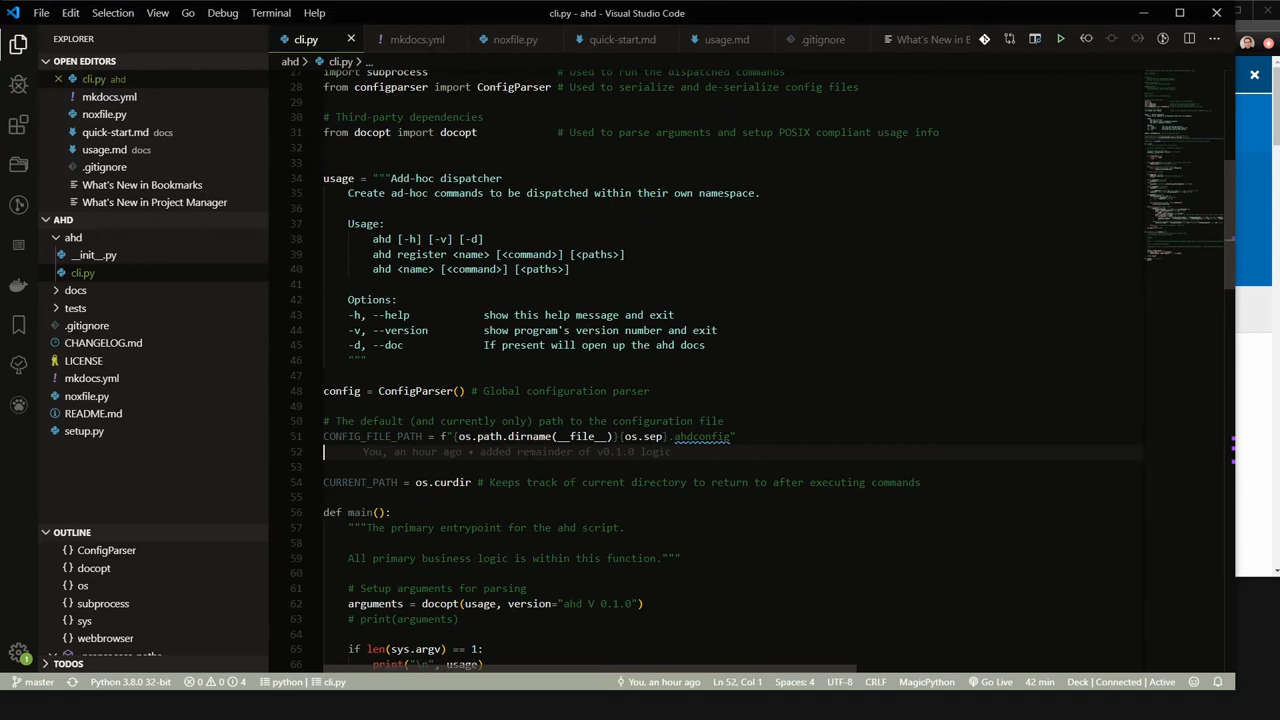 File Edit Selection View Go Debug Terminal Help
cli.py - ahd - Visual Studio Code
EXPLORER
OPEN EDITORS
cli.py ahd
mkdocs.yml
noxfile.py
quick-start.md docs
usage.md docs
.gitignore
What's New in Bookmarks
What's New in Project Manager
AHD
ahd
__init__.py
cli.py
docs
tests
.gitignore
CHANGELOG.md
LICENSE
mkdocs.yml
noxfile.py
README.md
setup.py
OUTLINE
ConfigParser
docopt
os
subprocess
sys
webbrowser
TODOS
cli.py
mkdocs.yml
noxfile.py
quick-start.md
usage.md
.gitignore
What's New in B
ahd cli.py ...
27 import subprocess # Used to run the dispatched commands
28 from configparser import ConfigParser # Used to serialize and de-serialize config files
29
30 # Third-party dependencies
31 from docopt import docopt # Used to parse arguments and setup POSIX compliant usage info
32
33
34 usage = """Add-hoc dispatcher
35 Create ad-hoc commands to be dispatched within their own namespace.
36
37 Usage:
38 ahd [-h] [-v] [-d]
39 ahd register <name> [<command>] [<paths>]
40 ahd <name> [<command>] [<paths>]
41
42 Options:
43 -h, --help show this help message and exit
44 -v, --version show program's version number and exit
45 -d, --doc If present will open up the ahd docs
46 """
47
48 config = ConfigParser() # Global configuration parser
49
50 # The default (and currently only) path to the configuration file
51 CONFIG_FILE_PATH = f"{os.path.dirname(__file__)}{os.sep}.ahdconfig"
52 You, an hour ago • added remainder of v0.1.0 logic
53
54 CURRENT_PATH = os.curdir # Keeps track of current directory to return to after executing commands
55
56 def main():
57 """The primary entrypoint for the ahd script.
58
59 All primary business logic is within this function."""
60
61 # Setup arguments for parsing
62 arguments = docopt(usage, version="ahd V 0.1.0")
63 # print(arguments)
64
65 if len(sys.argv) == 1:
66 print("\n", usage)
master Python 3.8.0 32-bit 0 0 4 python | cli.py You, an hour ago Ln 52, Col 1 Spaces: 4 UTF-8 CRLF MagicPython Go Live 42 min Deck | Connected | Active
1